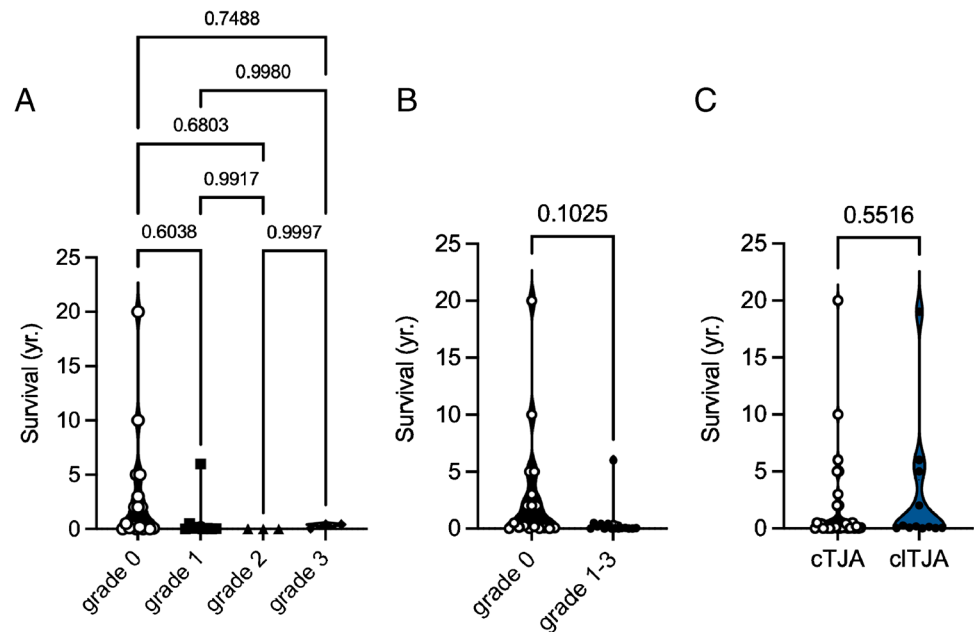 0.7488
A
0.9980
0.6803
0.9917
0.6038
0.9997
25
20
15
10
5
0
Survival (yr.)
grade 0
grade 1
grade 2
grade 3
B
0.1025
25
20
15
10
5
0
Survival (yr.)
grade 0
grade 1-3
C
0.5516
25
20
15
10
5
0
Survival (yr.)
cTJA
clTJA